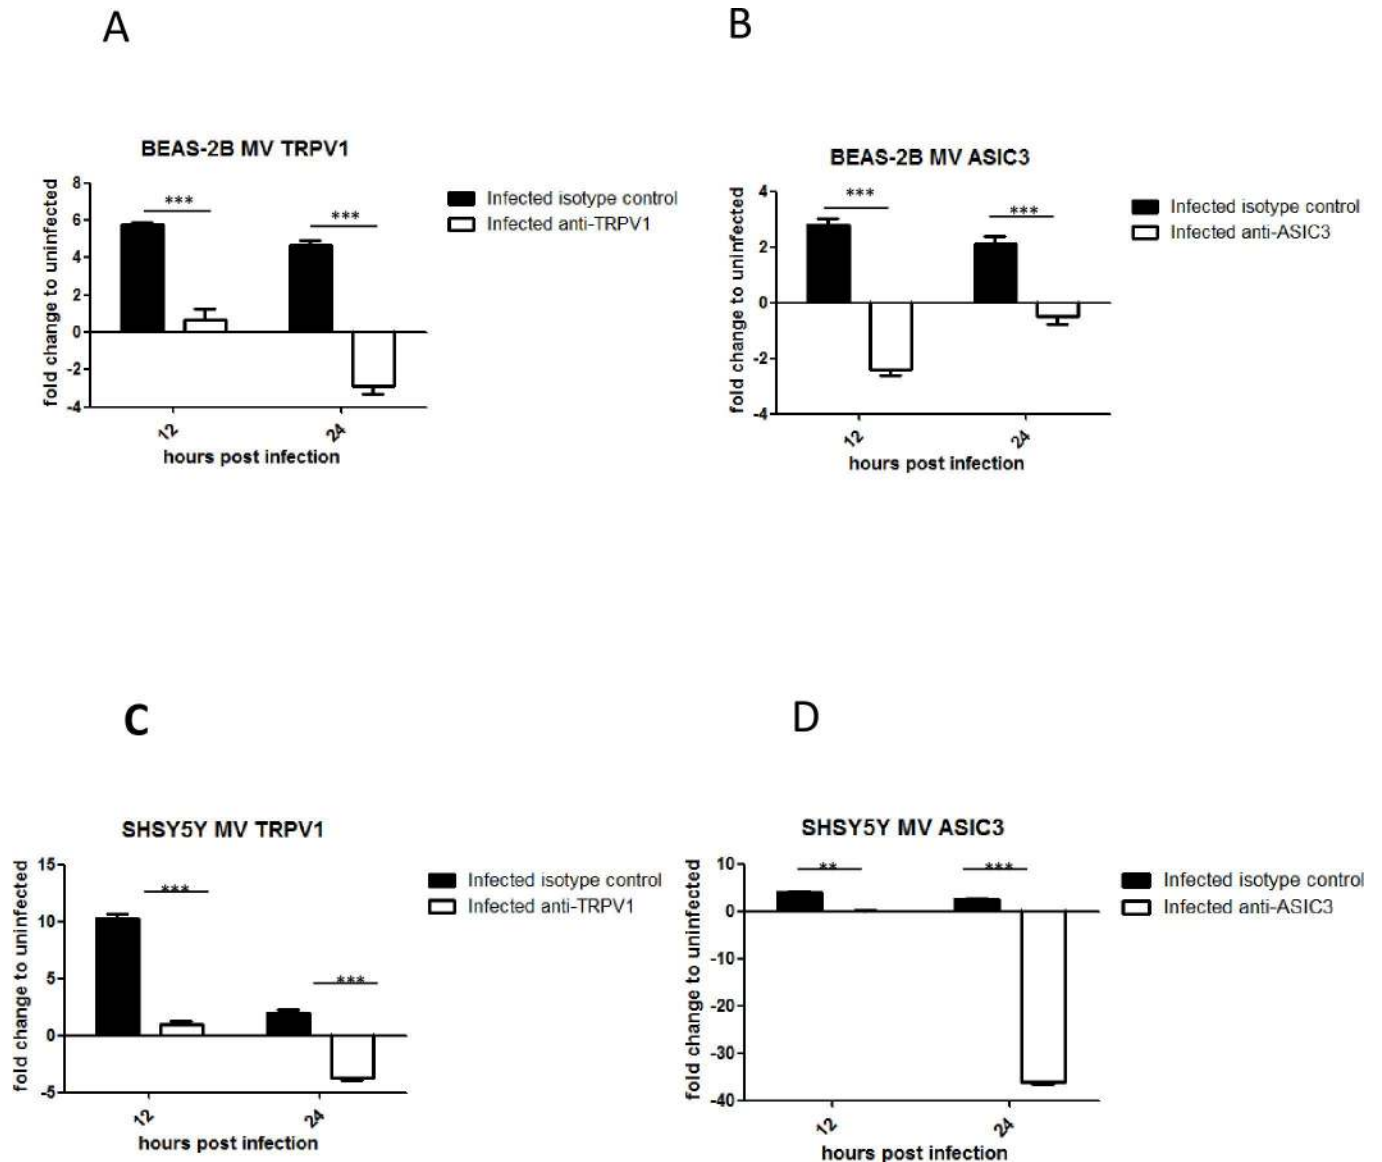 A
BEAS-2B MV TRPV1
fold change to uninfected
8
6
4
2
0
-2
-4
***
***
12
24
hours post infection
Infected isotype control
Infected anti-TRPV1
B
BEAS-2B MV ASIC3
fold change to uninfected
4
2
0
-2
-4
***
***
12
24
hours post infection
Infected isotype control
Infected anti-ASIC3
C
SHSY5Y MV TRPV1
fold change to uninfected
15
10
5
0
-5
***
***
12
24
hours post infection
Infected isotype control
Infected anti-TRPV1
D
SHSY5Y MV ASIC3
fold change to uninfected
10
0
-10
-20
-30
-40
**
***
12
24
hours post infection
Infected isotype control
Infected anti-ASIC3